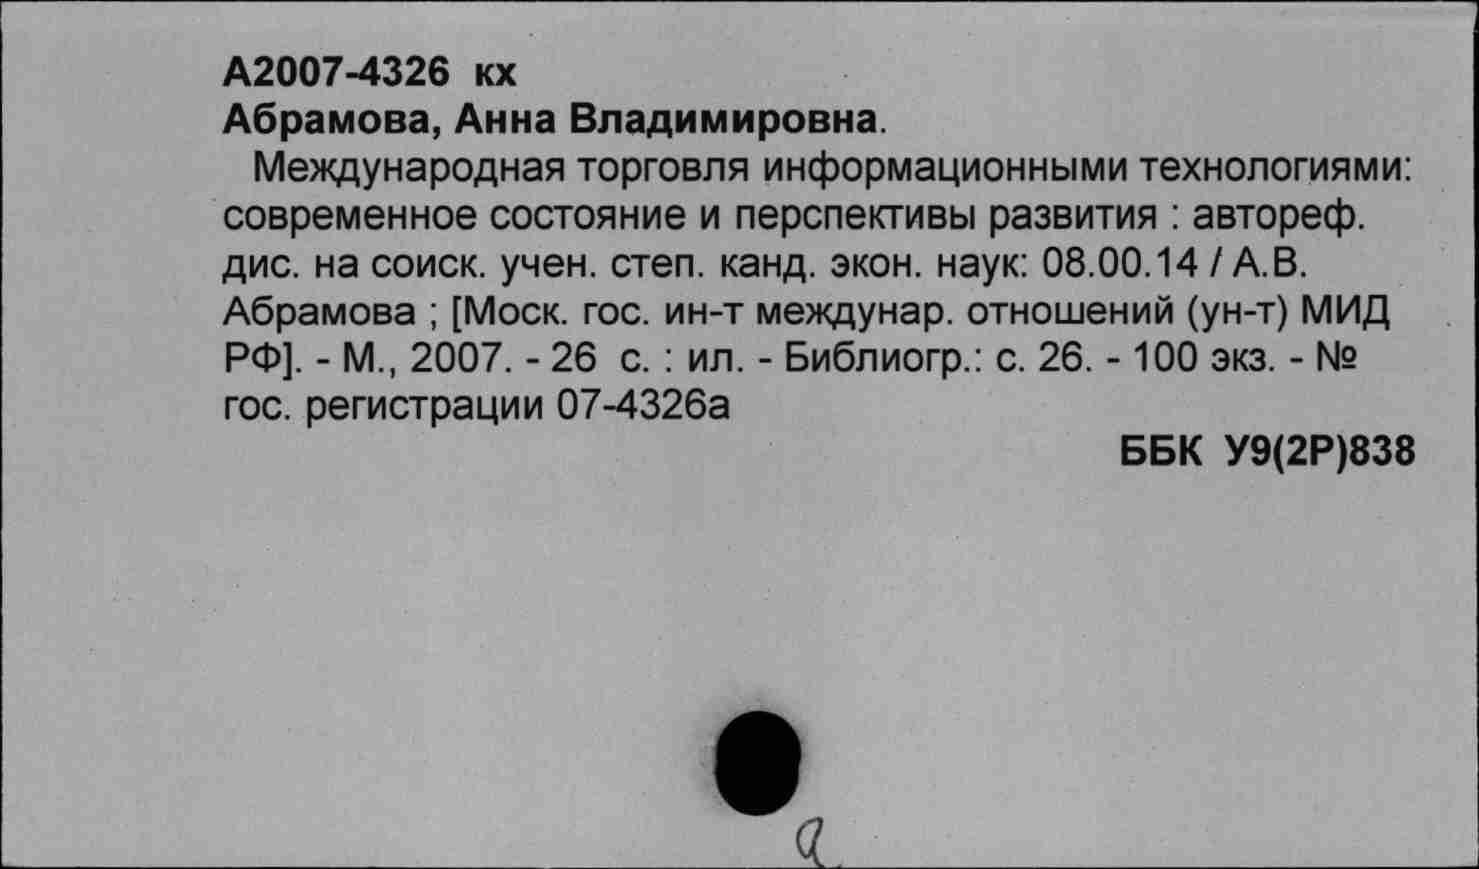 А2007-4326 кх
Абрамова, Анна Владимировна.
Международная торговля информационными технологиями:
современное состояние и перспективы развития : автореф.
дис. на соиск. учен. степ. канд. экон. наук: 08.00.14 / А.В.
Абрамова ; [Моск. гос. ин-т междунар. отношений (ун-т) МИД
РФ]. - М., 2007. - 26 с. : ил. - Библиогр.: с. 26. - 100 экз. - №
гос. регистрации 07-4326а
ББК У9(2Р)838